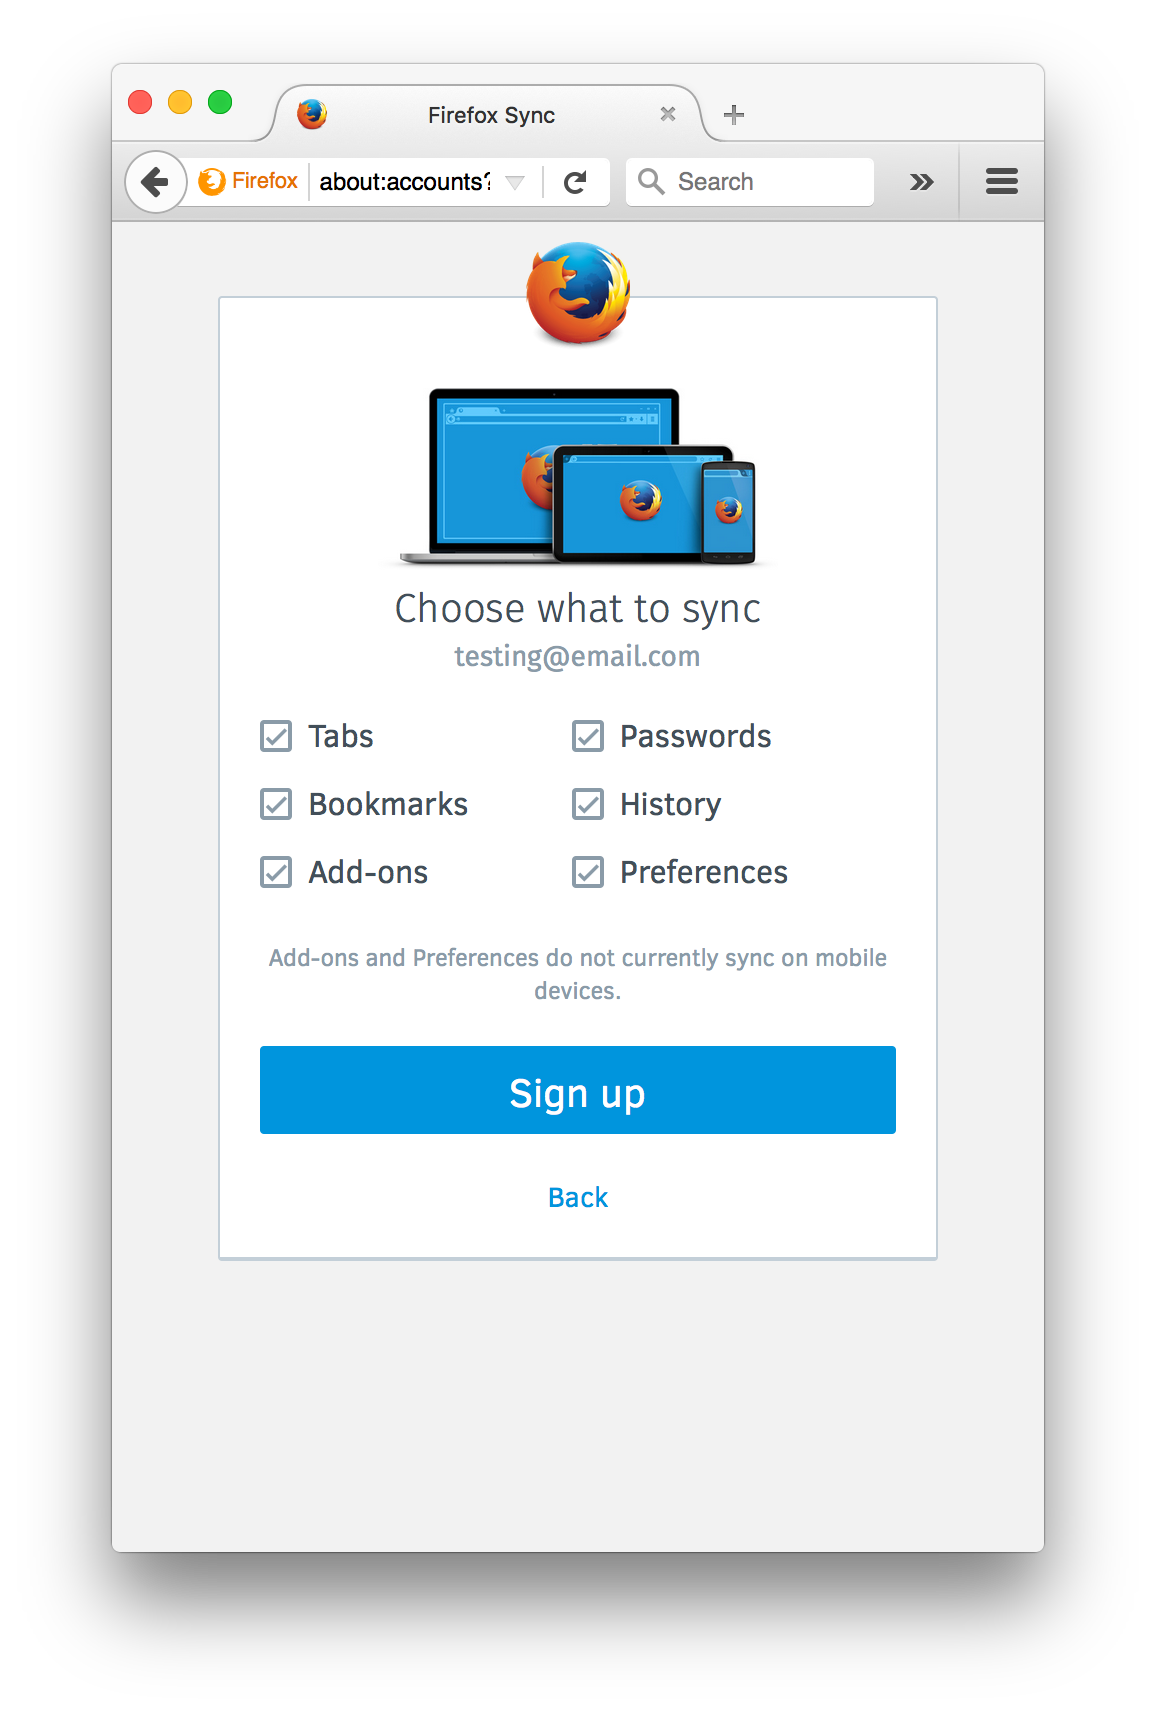 Firefox Sync
Firefox about:accounts? Search
Choose what to sync
testing@email.com
Tabs Passwords
Bookmarks History
Add-ons Preferences
Add-ons and Preferences do not currently sync on mobile
devices.
Sign up
Back